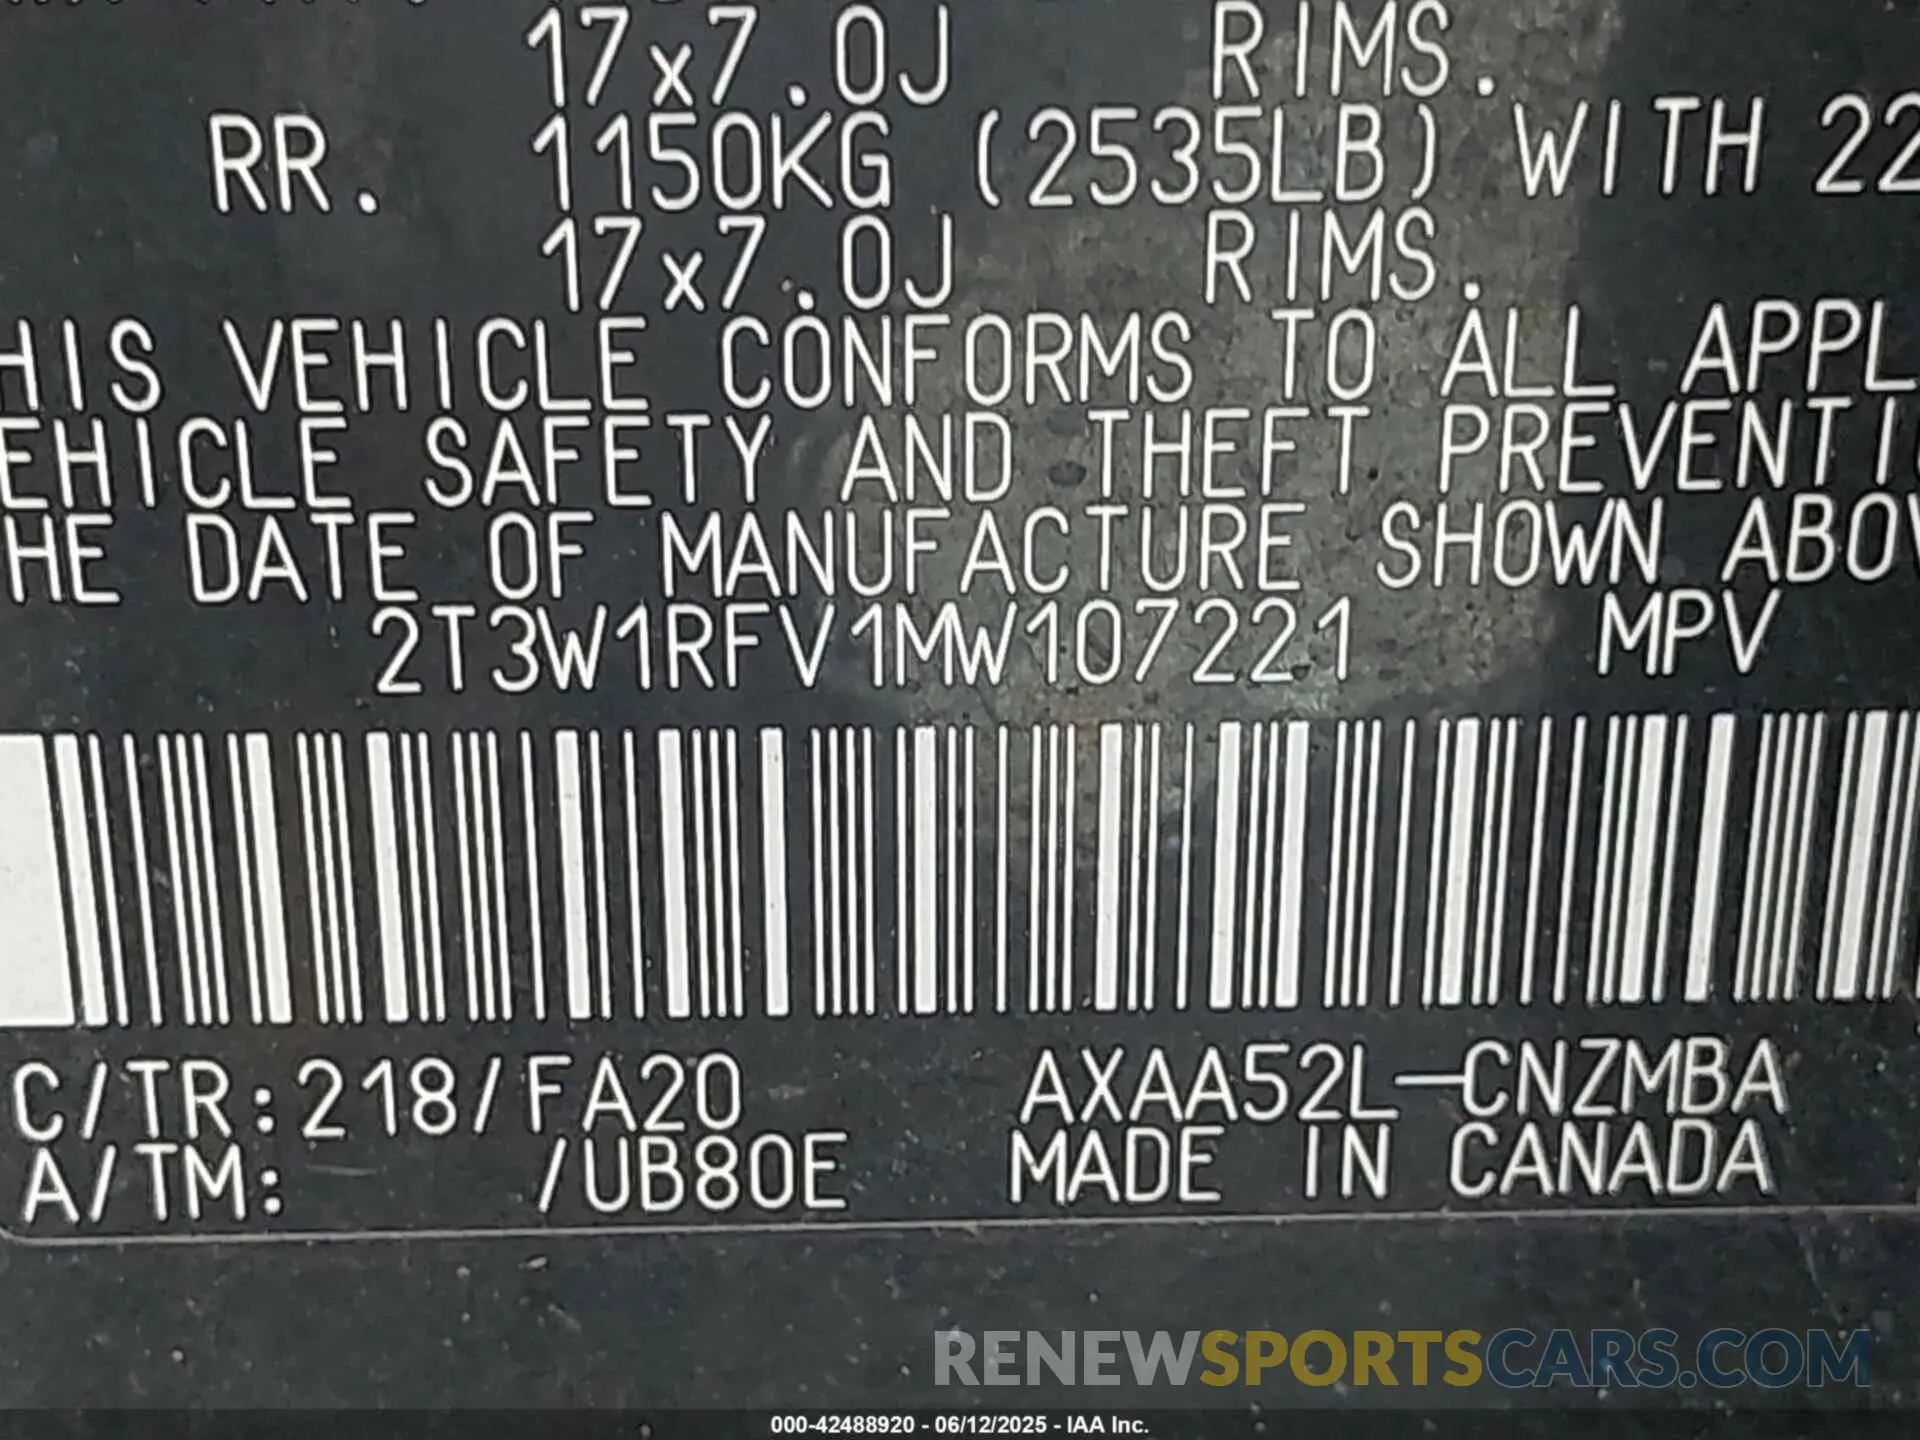 17x7.0J RIMS.
RR. 1150KG (2535LB) WITH 22
17x7.0J RIMS.
HIS VEHICLE CONFORMS TO ALL APPL
EHICLE SAFETY AND THEFT PREVENTI
HE DATE OF MANUFACTURE SHOWN ABOV
2T3W1RFV1MW107221 MPV
C/TR:218/FA20 AXAA52L-CNZMBA
A/TM: /UB80E MADE IN CANADA
RENEWSPORTSCARS.COM
000-42488920 - 06/12/2025 - IAA Inc.